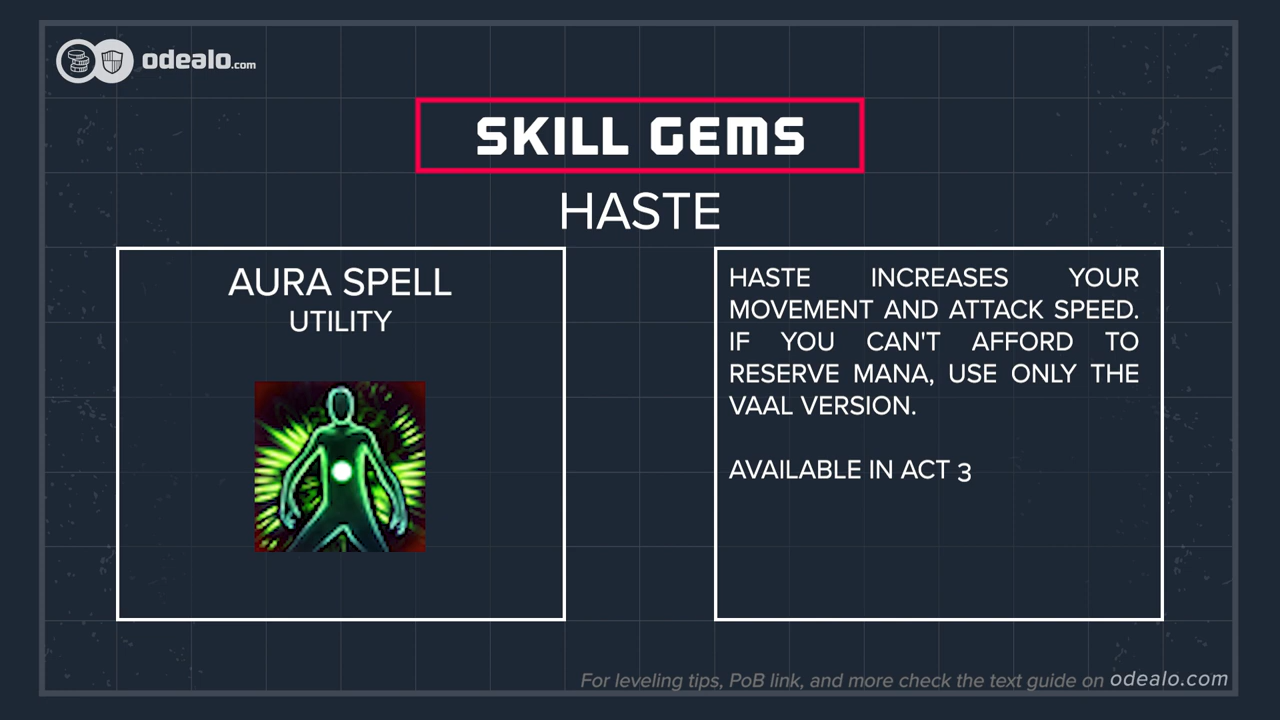 odealo.com
SKILL GEMS
HASTE
AURA SPELL
UTILITY
HASTE INCREASES YOUR
MOVEMENT AND ATTACK SPEED.
IF YOU CAN'T AFFORD TO
RESERVE MANA, USE ONLY THE
VAAL VERSION.
AVAILABLE IN ACT 3
For leveling tips, PoB link, and more check the text guide on odealo.com